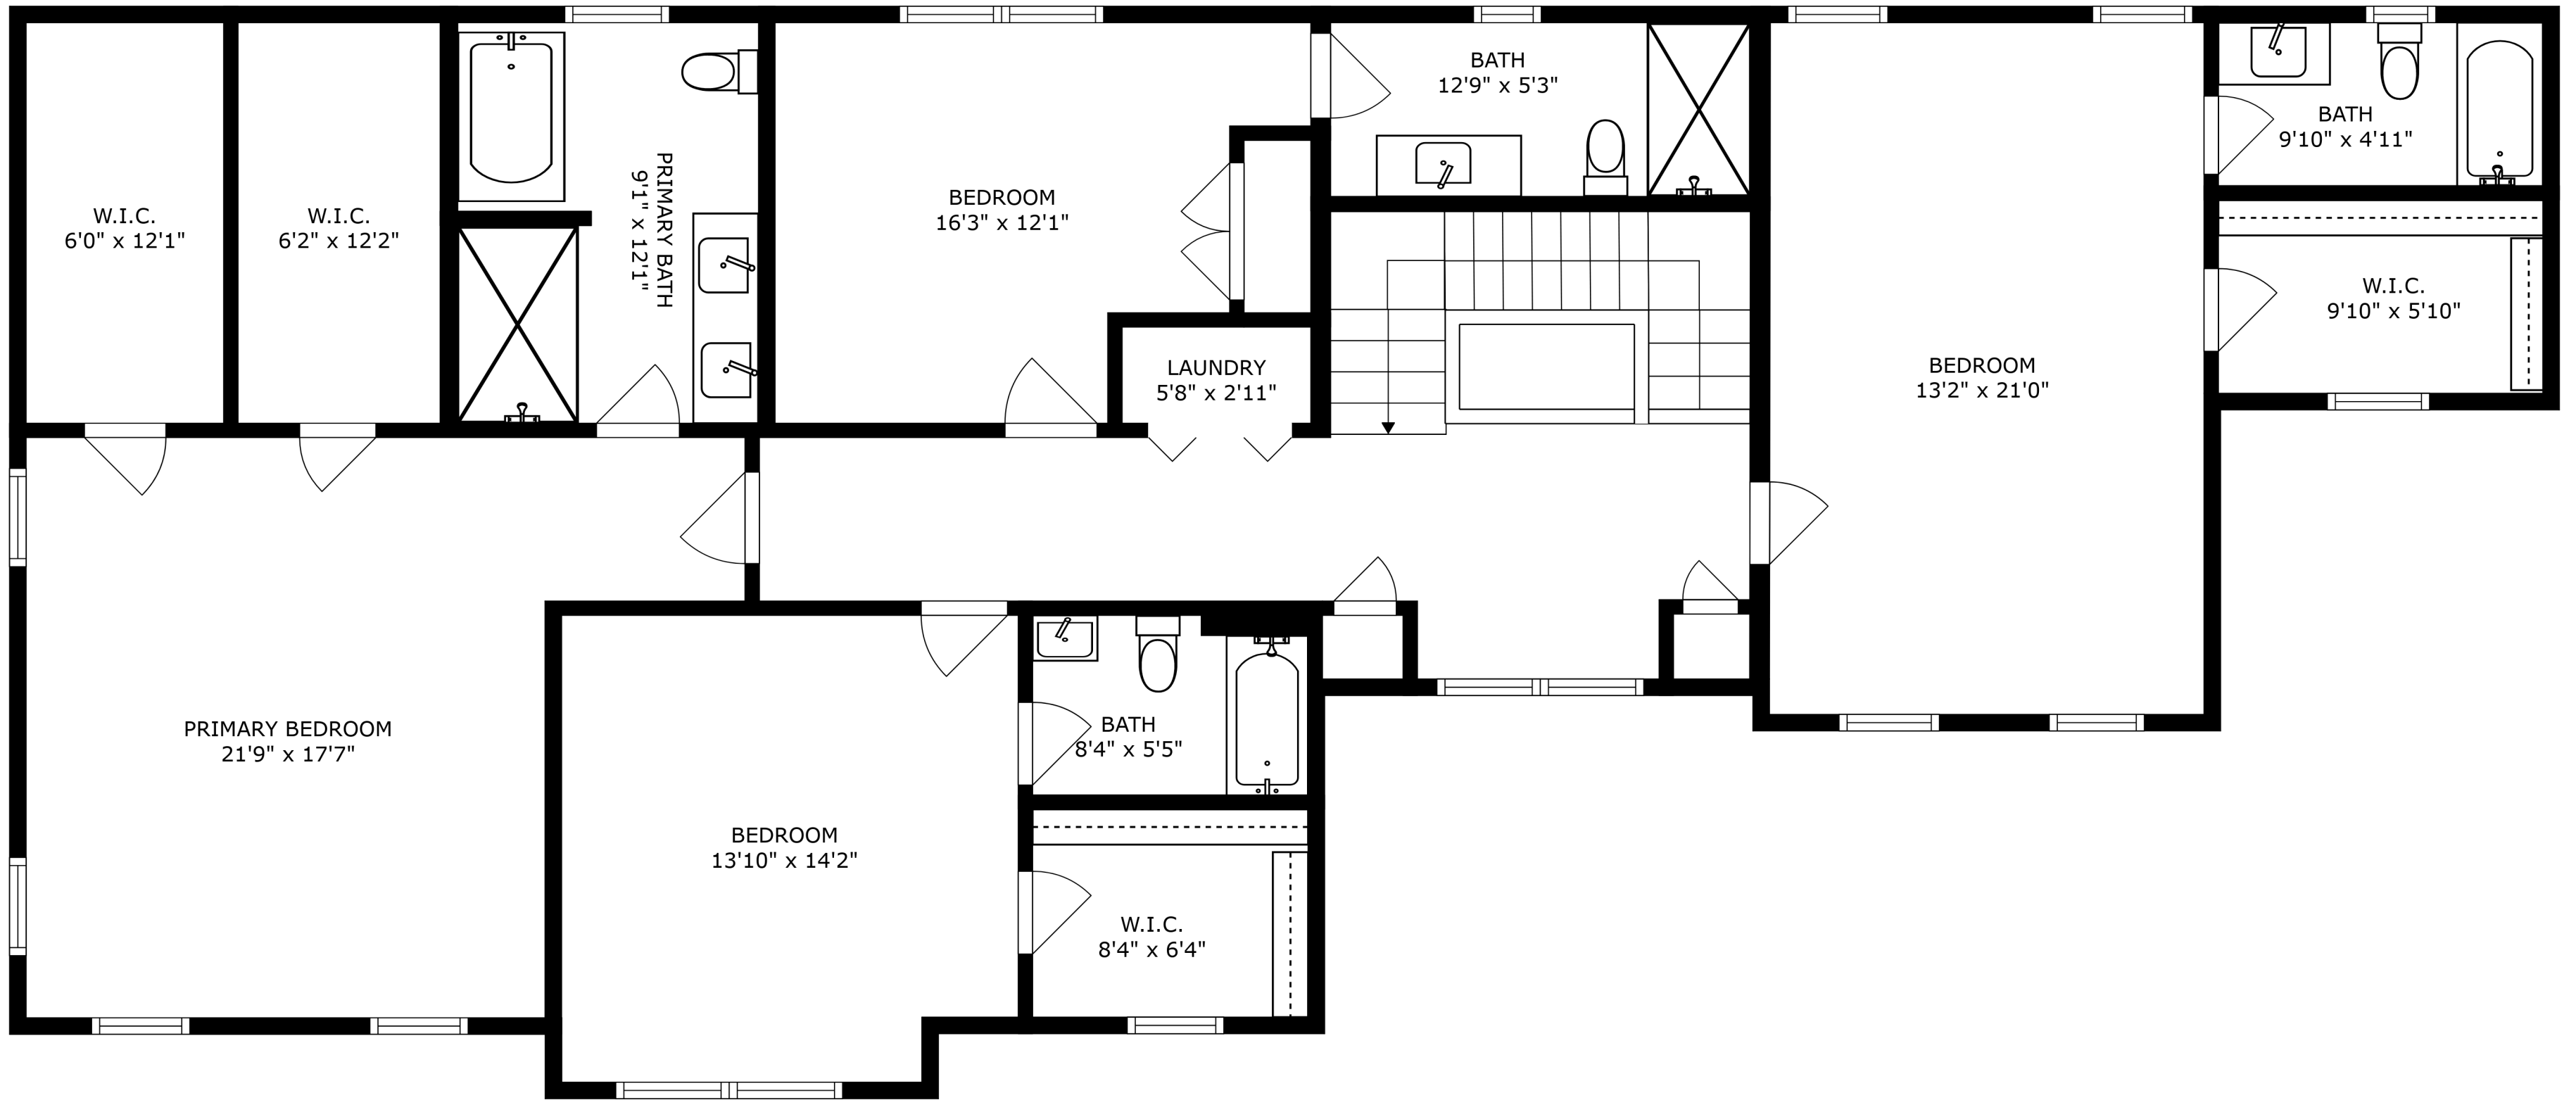 W.I.C.
6'0" x 12'1"
W.I.C.
6'2" x 12'2"
PRIMARY BATH
9'1" x 12'1"
BEDROOM
16'3" x 12'1"
LAUNDRY
5'8" x 2'11"
BATH
12'9" x 5'3"
BEDROOM
13'2" x 21'0"
BATH
9'10" x 4'11"
W.I.C.
9'10" x 5'10"
PRIMARY BEDROOM
21'9" x 17'7"
BEDROOM
13'10" x 14'2"
BATH
8'4" x 5'5"
W.I.C.
8'4" x 6'4"